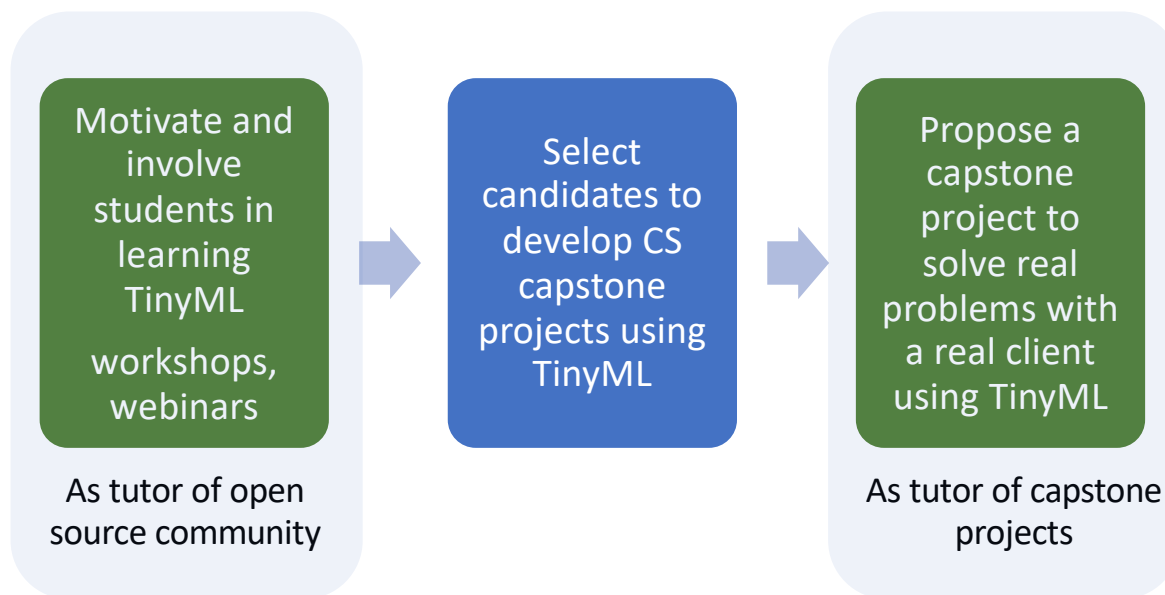 Motivate and
involve
students in
learning
TinyML
workshops,
webinars
As tutor of open
source community
Select
candidates to
develop CS
capstone
projects using
TinyML
Propose a
capstone
project to
solve real
problems with
a real client
using TinyML
As tutor of capstone
projects